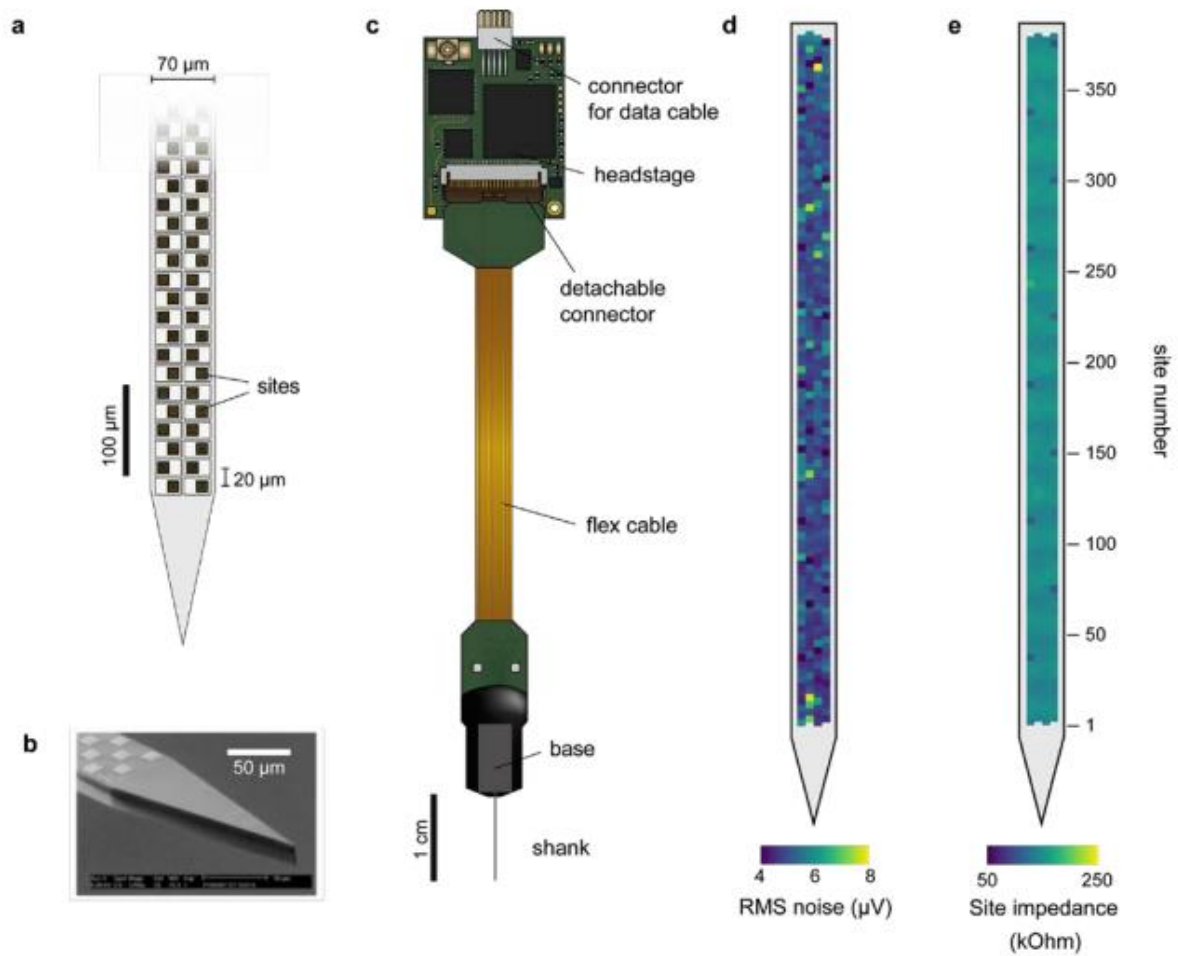 a
70 µm
sites
100 µm
20 µm
b
50 µm
c
connector
for data cable
headstage
detachable
connector
flex cable
base
1 cm
shank
d
4
6
8
RMS noise (µV)
e
350
300
250
200
150
100
50
1
site number
50
250
Site impedance
(kOhm)